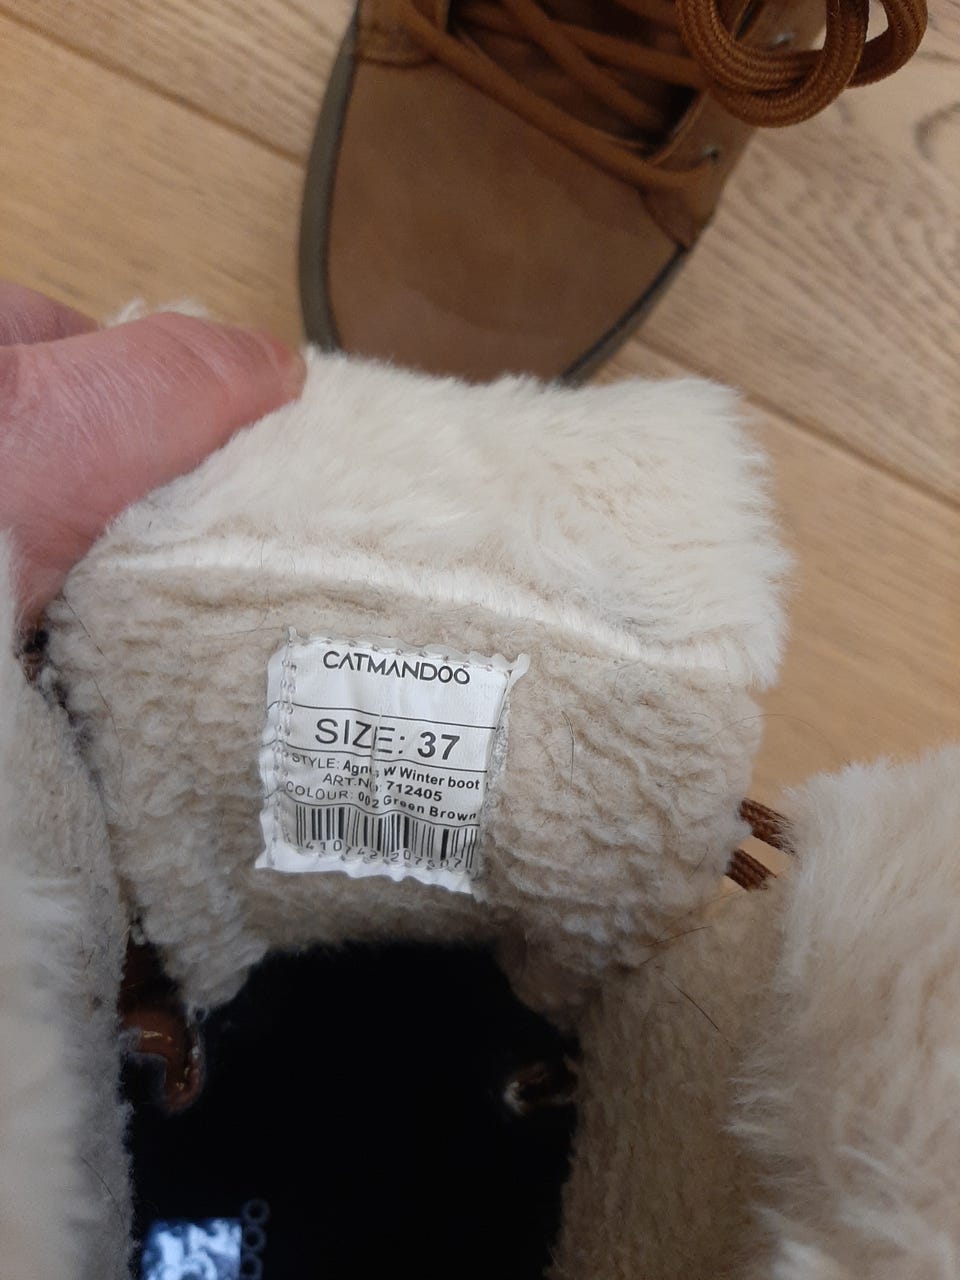 CATMANDOO
SIZE: 37
STYLE: Agnes W Winter boot
ART.No: 712405
COLOUR: 002 Green Brown